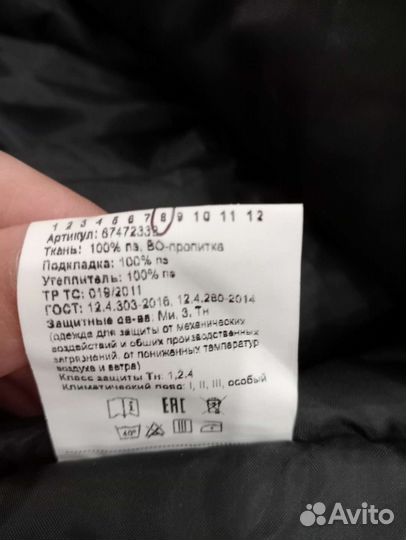 1 2 3 4 5 6 7 8 9 10 11 12
Артикул: 67472339
Ткань: 100% пэ, ВО-пропитка
Подкладка: 100% пэ
Утеплитель: 100% пэ
ТР ТС: 019/2011
ГОСТ: 12.4.303-2016, 12.4.280-2014
Защитные св-ва: Ми, З, Тн
(одежда для защиты от механических
воздействий и общих производственных
загрязнений, от пониженных температур
воздуха и ветра)
Класс защиты Тн: 1,2,4
Климатический пояс: I, II, III, особый
EAC
40°
Avito